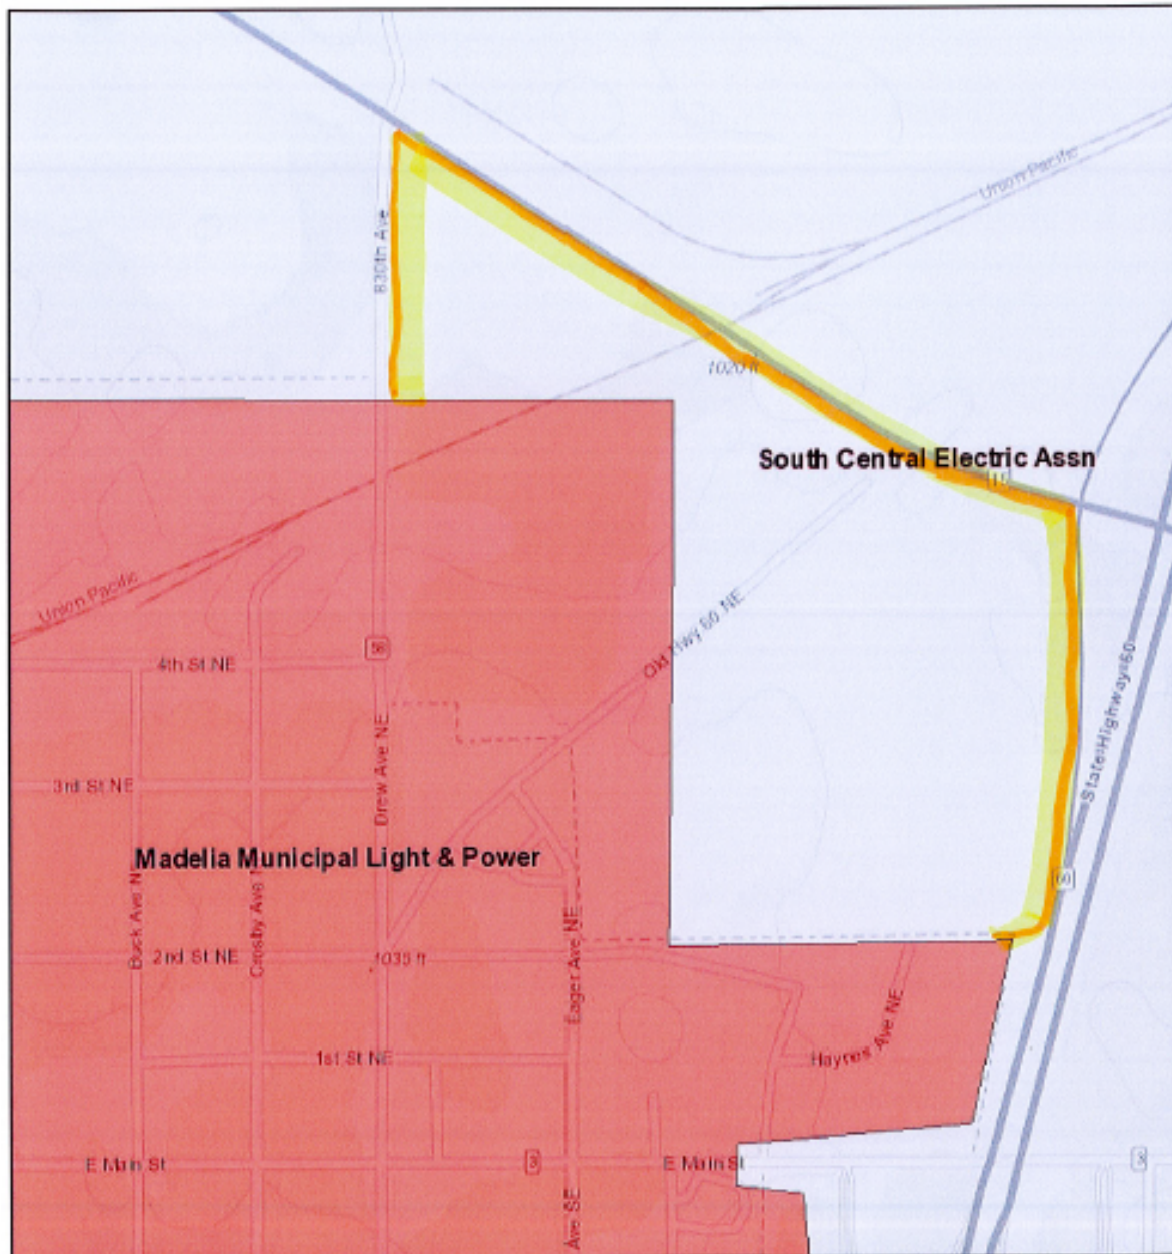 Union Pacific
830th Ave
1020 ft
South Central Electric Assn
Union Pacific
Old Hwy 60 NE
58
4th St NE
State Highway 60
Drew Ave NE
3rd St NE
Madelia Municipal Light & Power
60
Buck Ave N
Crosby Ave N
2nd St NE
1035 ft
Eager Ave NE
1st St NE
Haynes Ave NE
E Main St
E Main St
Ave SE